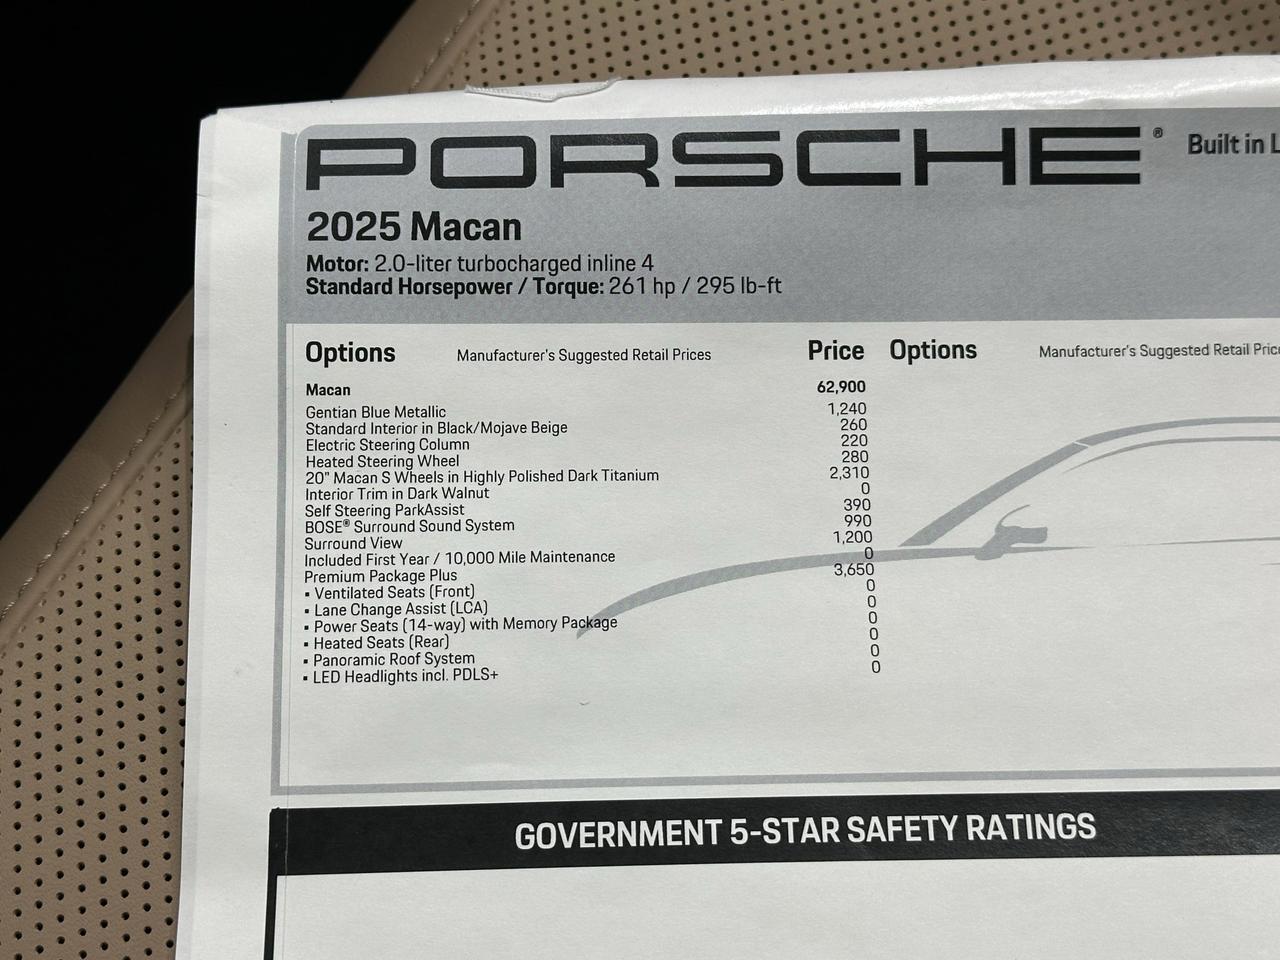 PORSCHE® Built in
2025 Macan
Motor: 2.0-liter turbocharged inline 4
Standard Horsepower / Torque: 261 hp / 295 lb-ft
Options Manufacturer's Suggested Retail Prices Price Options Manufacturer's Suggested Retail
Macan 62,900
Gentian Blue Metallic 1,240
Standard Interior in Black/Mojave Beige 260
Electric Steering Column 220
Heated Steering Wheel 280
20" Macan S Wheels in Highly Polished Dark Titanium 2,310
Interior Trim in Dark Walnut 0
Self Steering ParkAssist 390
BOSE® Surround Sound System 990
Surround View 1,200
Included First Year / 10,000 Mile Maintenance 0
Premium Package Plus 3,650
▪ Ventilated Seats (Front) 0
▪ Lane Change Assist (LCA) 0
▪ Power Seats (14-way) with Memory Package 0
▪ Heated Seats (Rear) 0
▪ Panoramic Roof System 0
▪ LED Headlights incl. PDLS+ 0
GOVERNMENT 5-STAR SAFETY RATINGS